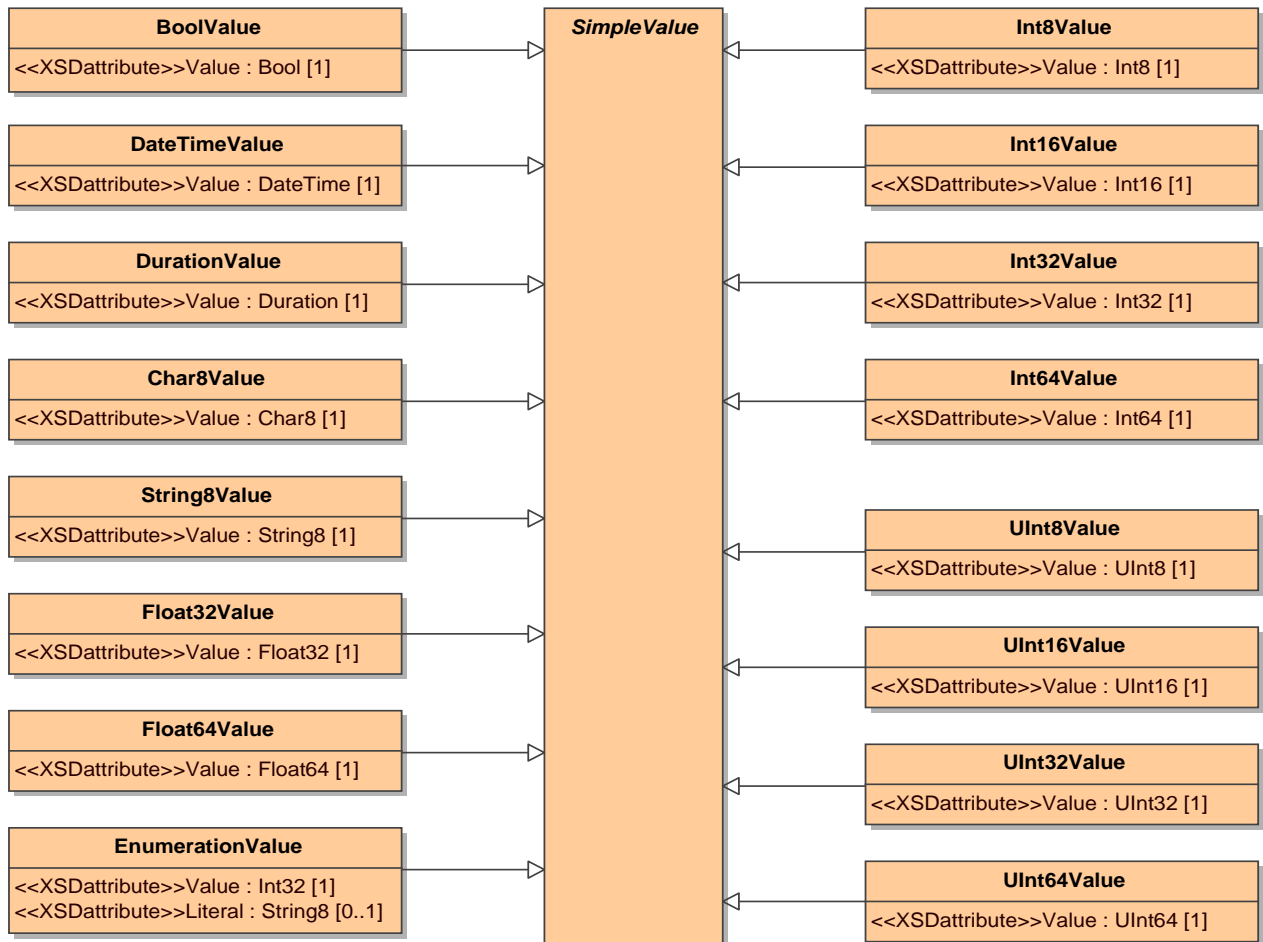 BoolValue
<<XSDattribute>>Value : Bool [1]
DateTimeValue
<<XSDattribute>>Value : DateTime [1]
DurationValue
<<XSDattribute>>Value : Duration [1]
Char8Value
<<XSDattribute>>Value : Char8 [1]
String8Value
<<XSDattribute>>Value : String8 [1]
Float32Value
<<XSDattribute>>Value : Float32 [1]
Float64Value
<<XSDattribute>>Value : Float64 [1]
EnumerationValue
<<XSDattribute>>Value : Int32 [1]
<<XSDattribute>>Literal : String8 [0..1]
SimpleValue
Int8Value
<<XSDattribute>>Value : Int8 [1]
Int16Value
<<XSDattribute>>Value : Int16 [1]
Int32Value
<<XSDattribute>>Value : Int32 [1]
Int64Value
<<XSDattribute>>Value : Int64 [1]
UInt8Value
<<XSDattribute>>Value : UInt8 [1]
UInt16Value
<<XSDattribute>>Value : UInt16 [1]
UInt32Value
<<XSDattribute>>Value : UInt32 [1]
UInt64Value
<<XSDattribute>>Value : UInt64 [1]